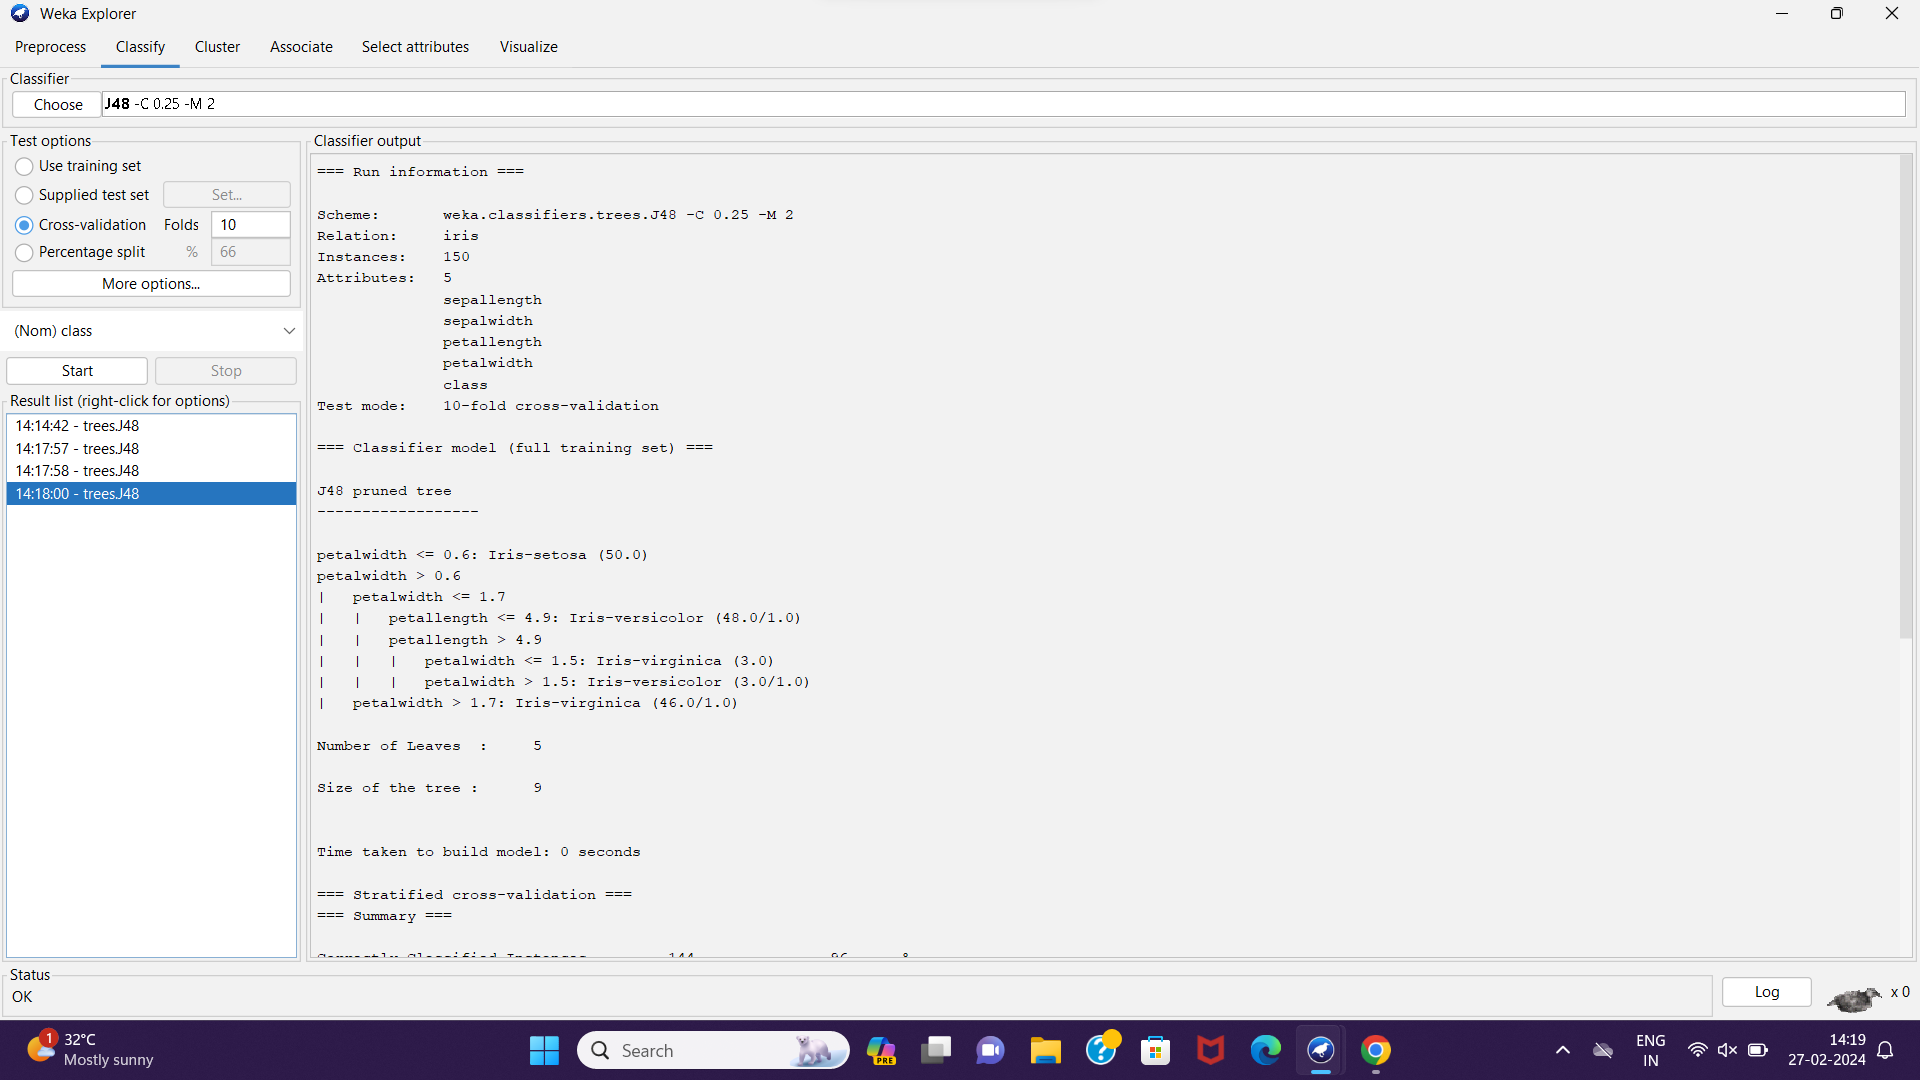 Weka Explorer
Preprocess Classify Cluster Associate Select attributes Visualize
Classifier
Choose J48 -C 0.25 -M 2
Test options
Use training set
Supplied test set Set...
Cross-validation Folds 10
Percentage split % 66
More options...
(Nom) class
Start Stop
Result list (right-click for options)
14:14:42 - trees.J48
14:17:57 - trees.J48
14:17:58 - trees.J48
14:18:00 - trees.J48
Classifier output
=== Run information ===
Scheme: weka.classifiers.trees.J48 -C 0.25 -M 2
Relation: iris
Instances: 150
Attributes: 5
sepallength
sepalwidth
petallength
petalwidth
class
Test mode: 10-fold cross-validation
=== Classifier model (full training set) ===
J48 pruned tree
------------------
petalwidth <= 0.6: Iris-setosa (50.0)
petalwidth > 0.6
|   petalwidth <= 1.7
|   |   petallength <= 4.9: Iris-versicolor (48.0/1.0)
|   |   petallength > 4.9
|   |   |   petalwidth <= 1.5: Iris-virginica (3.0)
|   |   |   petalwidth > 1.5: Iris-versicolor (3.0/1.0)
|   petalwidth > 1.7: Iris-virginica (46.0/1.0)
Number of Leaves  : 5
Size of the tree : 9
Time taken to build model: 0 seconds
=== Stratified cross-validation ===
=== Summary ===
Correctly Classified Instances 144 96 %
Status
OK
Log x 0
1 32°C
Mostly sunny
Search
PRE
ENG
IN
14:19
27-02-2024